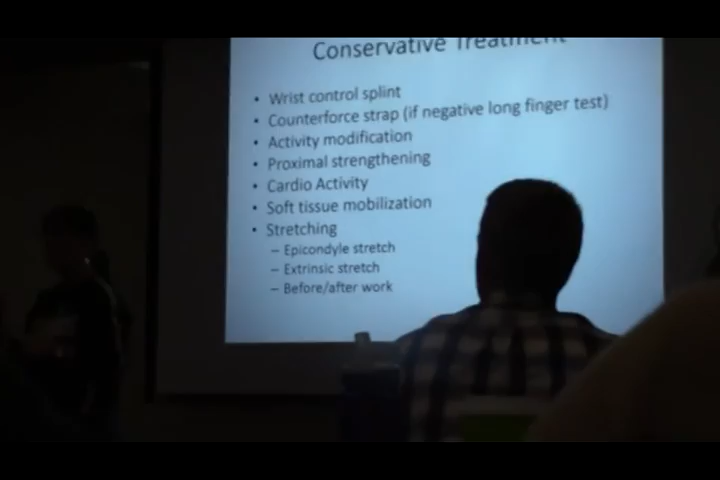 Conservative Treatment
• Wrist control splint
• Counterforce strap (if negative long finger test)
• Activity modification
• Proximal strengthening
• Cardio Activity
• Soft tissue mobilization
• Stretching
– Epicondyle stretch
– Extrinsic stretch
– Before/after work